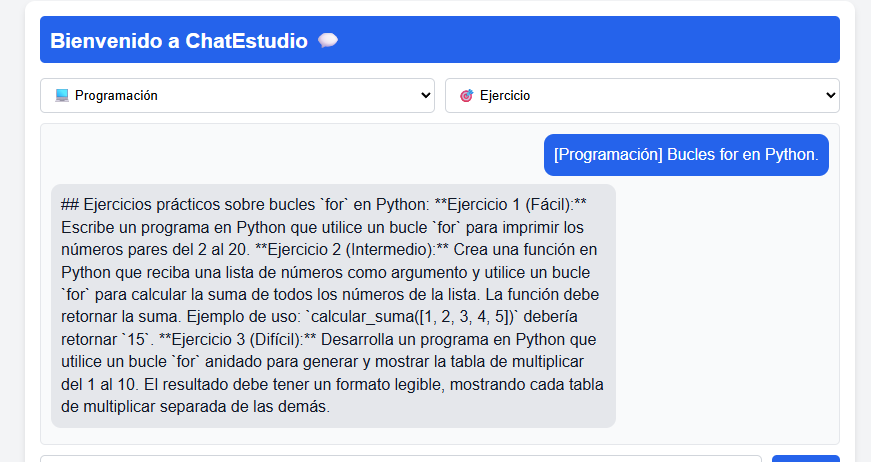 Bienvenido a ChatEstudio 💬
💻 Programación
🎯 Ejercicio
[Programación] Bucles for en Python.
## Ejercicios prácticos sobre bucles `for` en Python: **Ejercicio 1 (Fácil):**
Escribe un programa en Python que utilice un bucle `for` para imprimir los
números pares del 2 al 20. **Ejercicio 2 (Intermedio):** Crea una función en
Python que reciba una lista de números como argumento y utilice un bucle
`for` para calcular la suma de todos los números de la lista. La función debe
retornar la suma. Ejemplo de uso: `calcular_suma([1, 2, 3, 4, 5])` debería
retornar `15`. **Ejercicio 3 (Difícil):** Desarrolla un programa en Python que
utilice un bucle `for` anidado para generar y mostrar la tabla de multiplicar
del 1 al 10. El resultado debe tener un formato legible, mostrando cada tabla
de multiplicar separada de las demás.